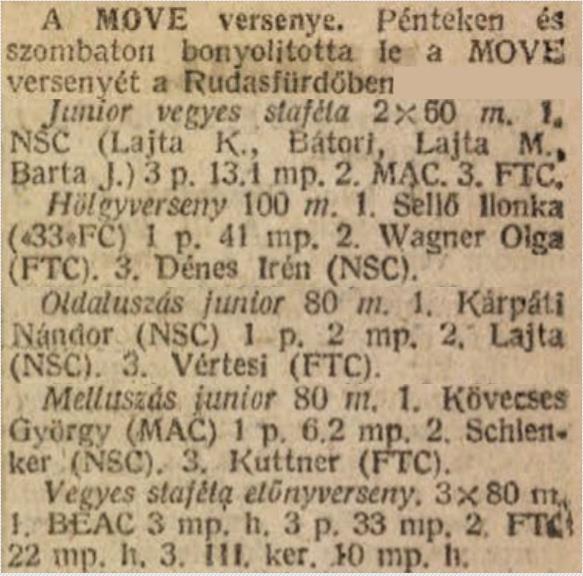 A MOVE versenye. Pénteken és
szombaton bonyolitotta le a MOVE
versenyét a Rudasfürdőben
Junior vegyes staféta 2×60 m. 1.
NSC (Lajta K., Bátori, Lajta M.,
Barta J.) 3 p. 13.1 mp. 2. MAC. 3. FTC.
Hölgyverseny 100 m. 1. Sellő Ilonka
(«33»FC) 1 p. 41 mp. 2. Wagner Olga
(FTC). 3. Dénes Irén (NSC).
Oldaluszás junior 80 m. 1. Kárpáti
Nándor (NSC) 1 p. 2 mp. 2. Lajta
(NSC). 3. Vértesi (FTC).
Melluszás junior 80 m. 1. Kövecses
György (MAC) 1 p. 6.2 mp. 2. Schlen-
ker (NSC). 3. Kuttner (FTC).
Vegyes staféta előnyverseny. 3×80 m.
1. BEAC 3 mp. h. 3 p. 33 mp. 2. FTC
22 mp. h. 3. III. ker. 10 mp. h.